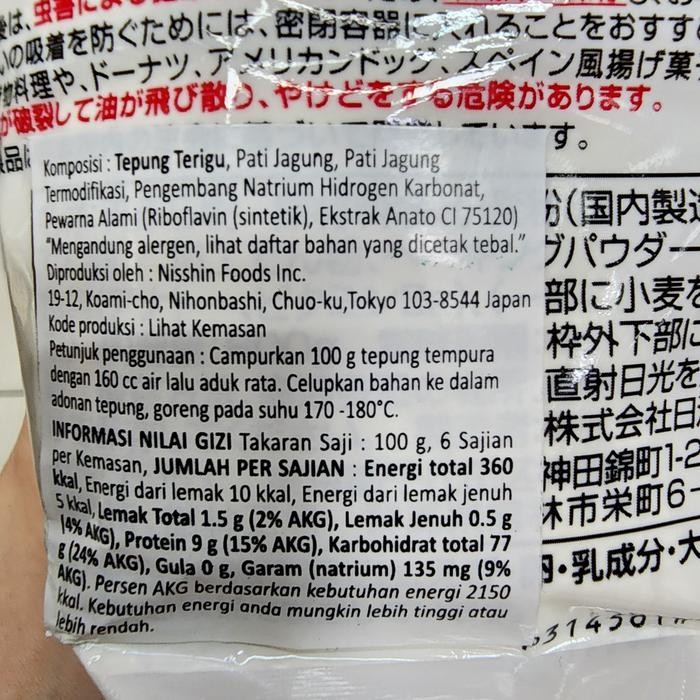 虫害による
いの吸着を防ぐためには、密閉容器に入れることをおすす
物料理や、ドーナツ、アメリカンドッグ、スペイン風揚げ菓
が破裂して油が飛び散り、やけどをする危険があります。
Komposisi : Tepung Terigu, Pati Jagung, Pati Jagung
Termodifikasi, Pengembang Natrium Hidrogen Karbonat,
Pewarna Alami (Riboflavin (sintetik), Ekstrak Anato CI 75120)
“Mengandung alergen, lihat daftar bahan yang dicetak tebal.”
Diproduksi oleh : Nisshin Foods Inc.
19-12, Koami-cho, Nihonbashi, Chuo-ku,Tokyo 103-8544 Japan
Kode produksi : Lihat Kemasan
Petunjuk penggunaan : Campurkan 100 g tepung tempura
dengan 160 cc air lalu aduk rata. Celupkan bahan ke dalam
adonan tepung, goreng pada suhu 170 -180°C.
INFORMASI NILAI GIZI Takaran Saji : 100 g, 6 Sajian
per Kemasan, JUMLAH PER SAJIAN : Energi total 360
kkal, Energi dari lemak 10 kkal, Energi dari lemak jenuh
5 kkal, Lemak Total 1.5 g (2% AKG), Lemak Jenuh 0.5 g
(4% AKG), Protein 9 g (15% AKG), Karbohidrat total 77
g (24% AKG), Gula 0 g, Garam (natrium) 135 mg (9%
AKG). Persen AKG berdasarkan kebutuhan energi 2150
kkal. Kebutuhan energi anda mungkin lebih tinggi atau
lebih rendah.
粉(国内製造
グパウダー
部に小麦を
枠外下部に
直射日光を
株式会社日
神田錦町1-2
林市栄町6-
肉・乳成分・大